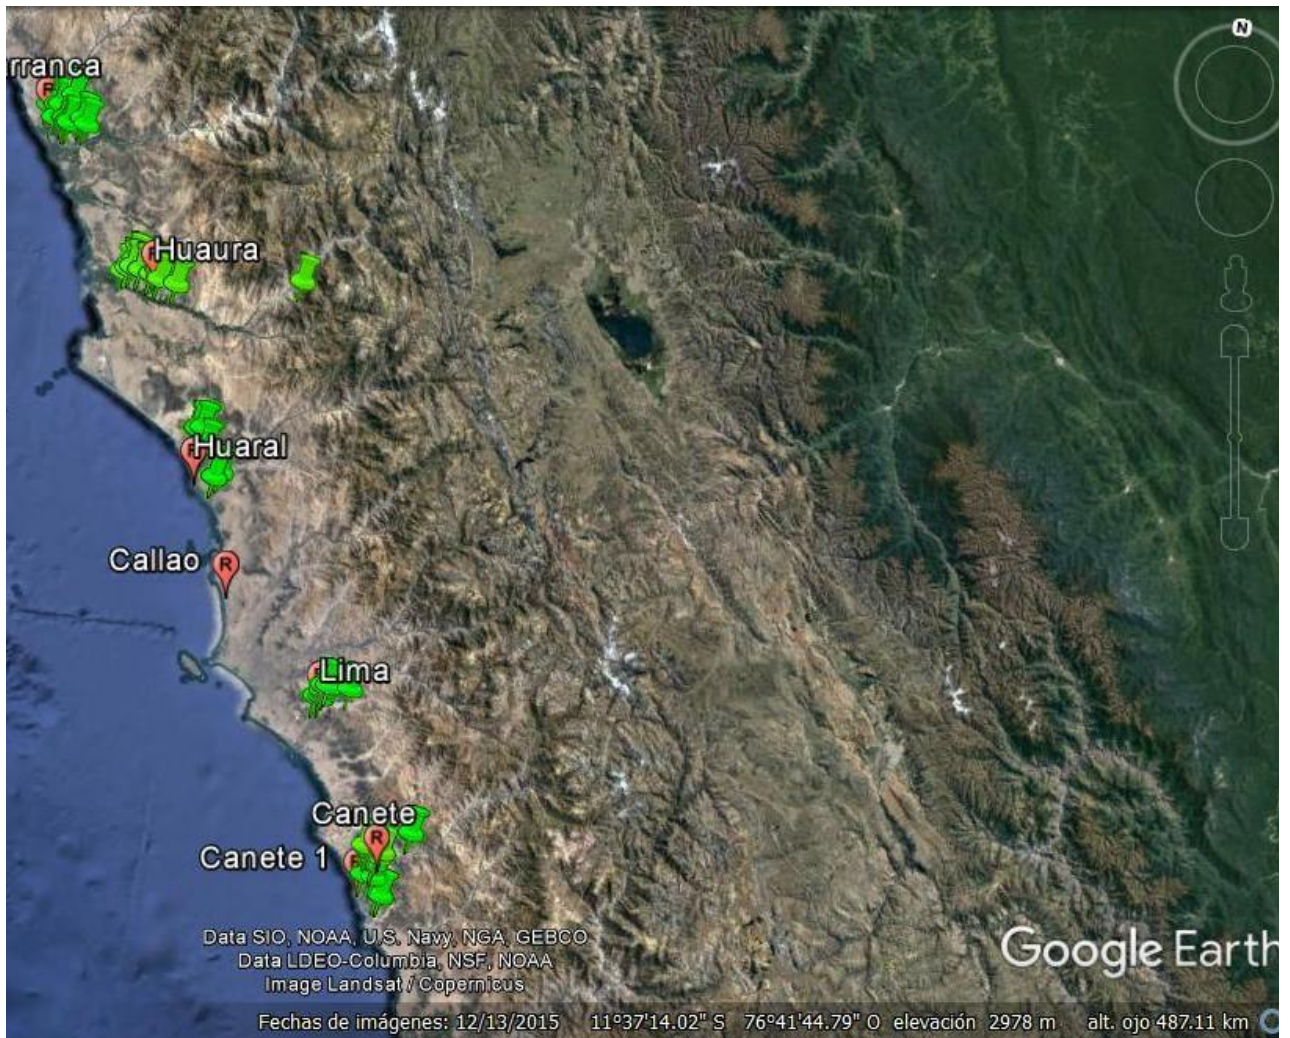 N
rranca
R
Huaura
Huaral
Callao R
Lima
Canete
R
Canete 1
Data SIO, NOAA, U.S. Navy, NGA, GEBCO
Data LDEO-Columbia, NSF, NOAA
Image Landsat / Copernicus
Google Earth
Fechas de imágenes: 12/13/2015 11°37'14.02" S 76°41'44.79" O elevación 2978 m alt. ojo 487.11 km